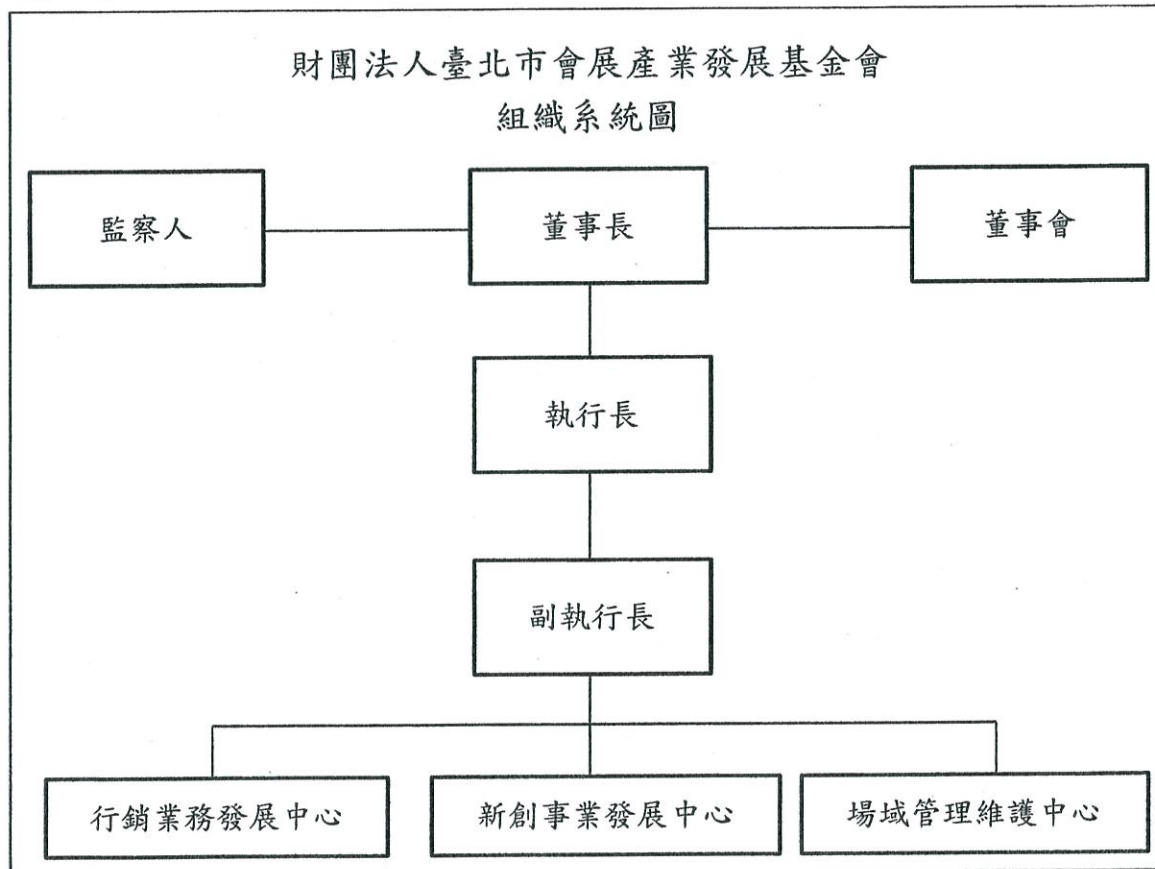 財團法人臺北市會展產業發展基金會
組織系統圖
監察人
董事長
董事會
執行長
副執行長
行銷業務發展中心
新創事業發展中心
場域管理維護中心